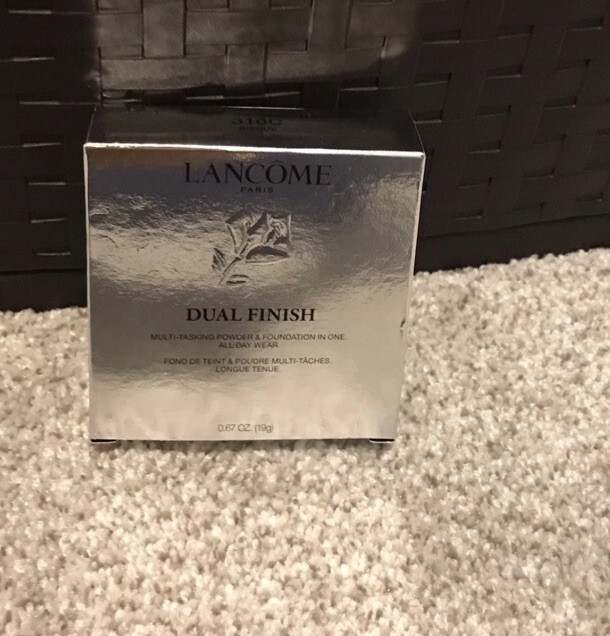 LANCÔME
PARIS
DUAL FINISH
MULTI-TASKING POWDER & FOUNDATION IN ONE.
ALL DAY WEAR.
FOND DE TEINT & POUDRE MULTI-TÂCHES.
LONGUE TENUE.
0.67 OZ. (19g)